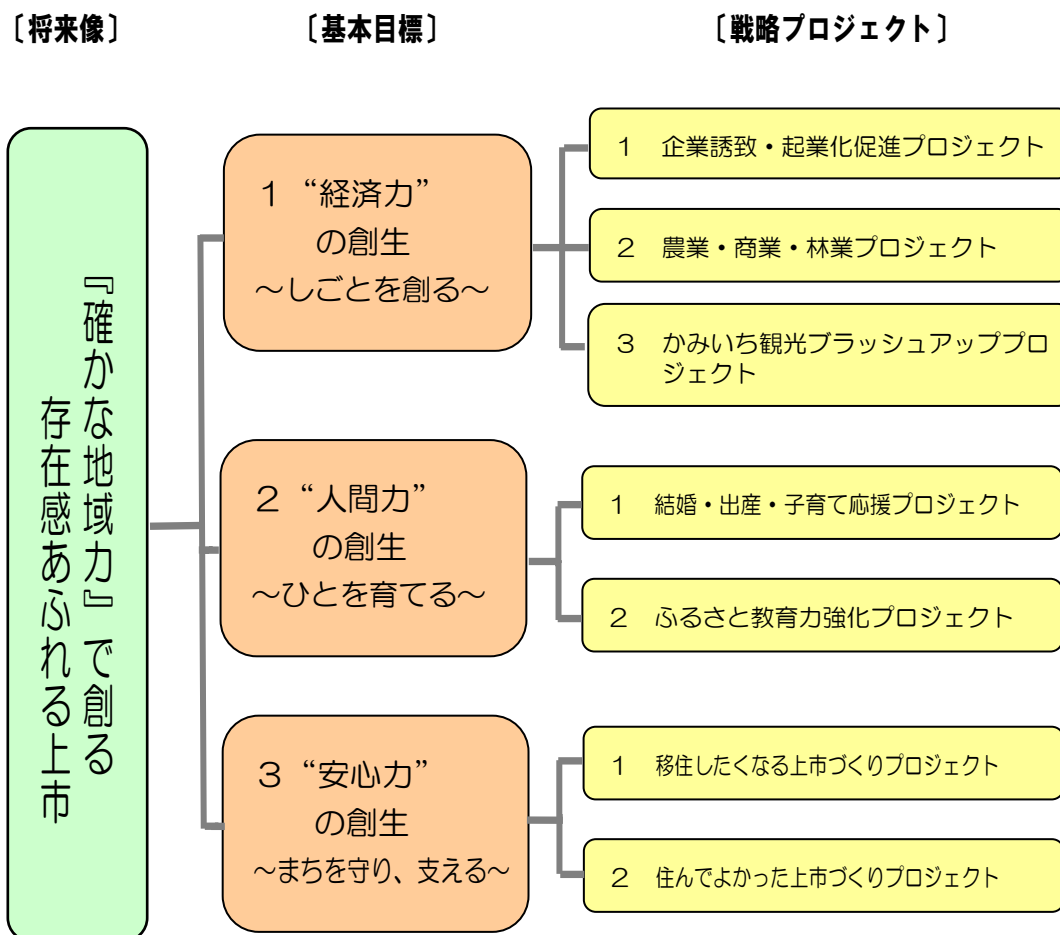 〔将来像〕
〔基本目標〕
〔戦略プロジェクト〕
『確かな地域力』で創る
存在感あふれる上市
１ “経済力”
の創生
～しごとを創る～
１ 企業誘致・起業化促進プロジェクト
２ 農業・商業・林業プロジェクト
３ かみいち観光ブラッシュアッププロ
ジェクト
２ “人間力”
の創生
～ひとを育てる～
１ 結婚・出産・子育て応援プロジェクト
２ ふるさと教育力強化プロジェクト
３ “安心力”
の創生
～まちを守り、支える～
１ 移住したくなる上市づくりプロジェクト
２ 住んでよかった上市づくりプロジェクト